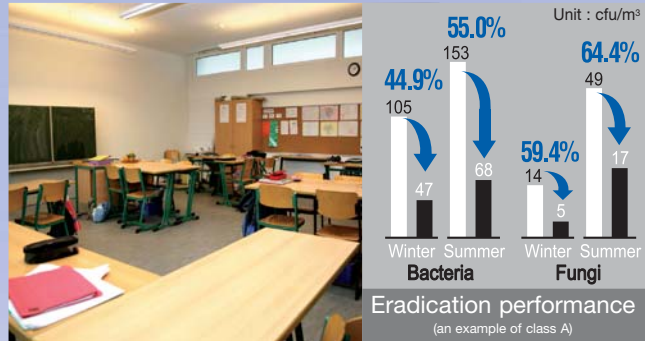 Unit : cfu/m³
44.9%
105
47
55.0%
153
68
59.4%
14
5
64.4%
49
17
Winter Summer
Bacteria
Winter Summer
Fungi
Eradication performance
(an example of class A)